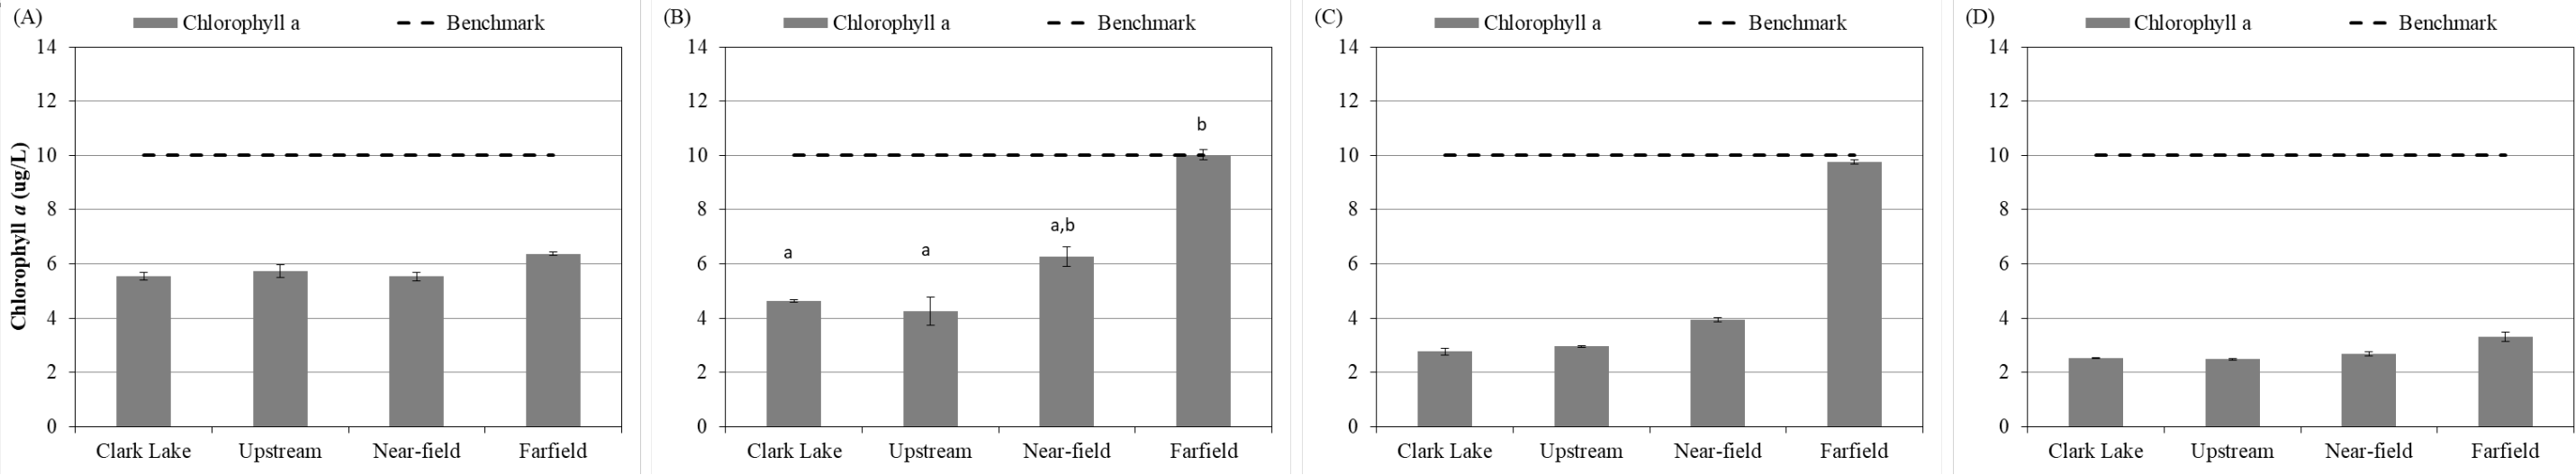 (A) Chlorophyll a Benchmark
14
12
10
8
6
4
2
0
Chlorophyll a (ug/L)
Clark Lake Upstream Near-field Farfield
(B) Chlorophyll a Benchmark
14
12
10
8
6
4
2
0
a
a
a,b
b
Clark Lake Upstream Near-field Farfield
(C) Chlorophyll a Benchmark
14
12
10
8
6
4
2
0
Clark Lake Upstream Near-field Farfield
(D) Chlorophyll a Benchmark
14
12
10
8
6
4
2
0
Clark Lake Upstream Near-field Farfield